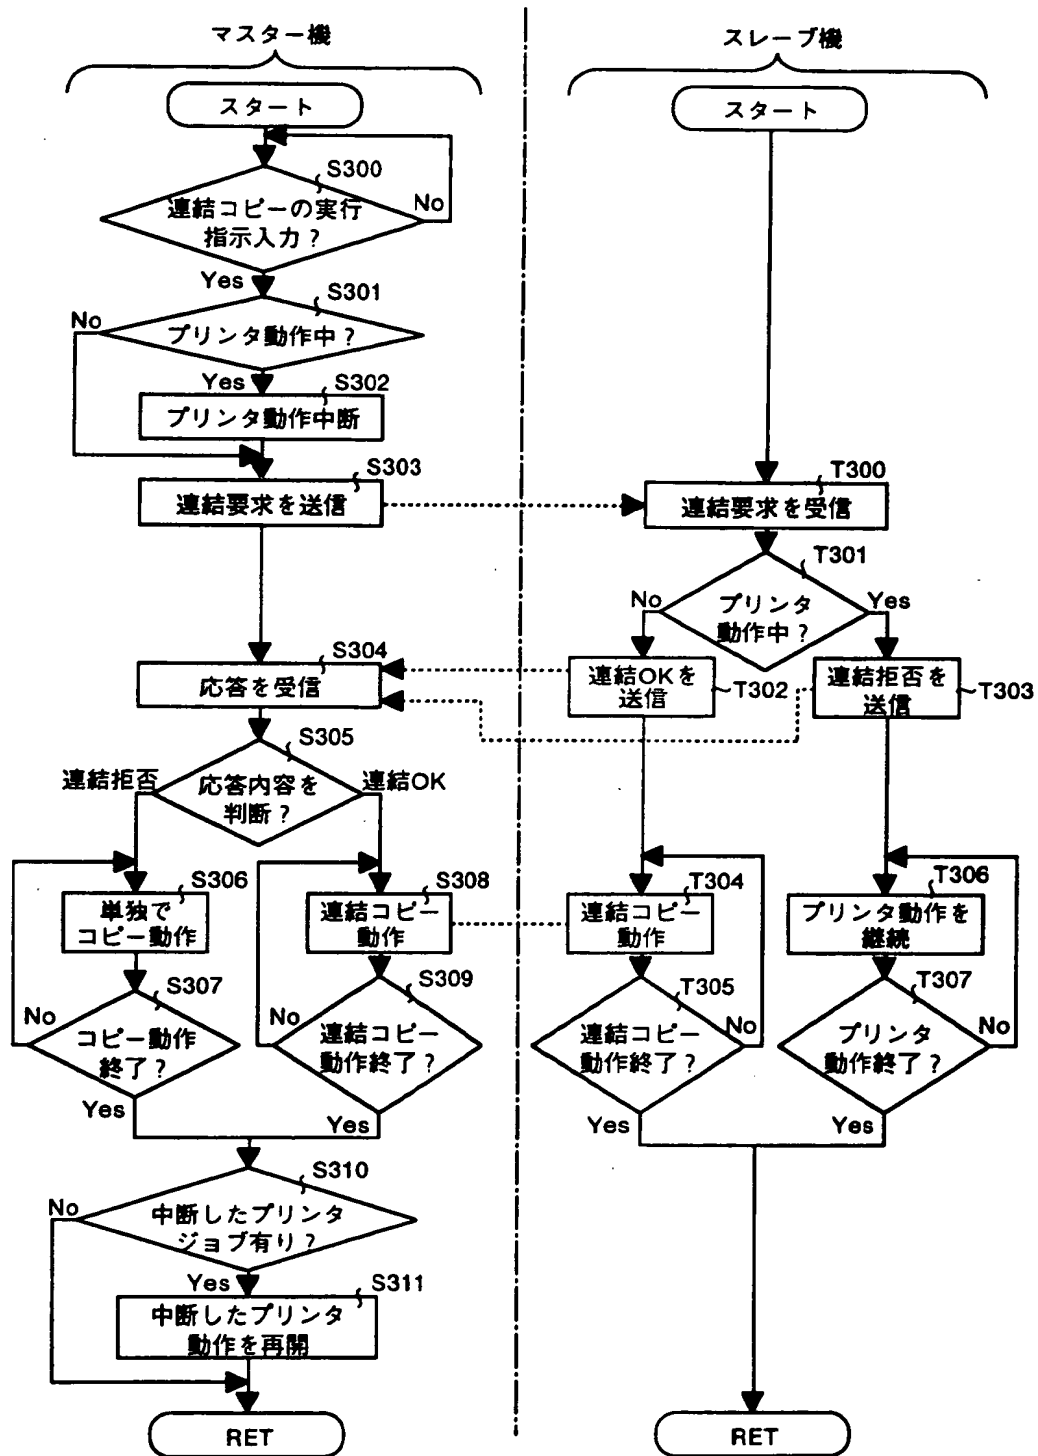 マスター機
スタート
S300
連結コピーの実行
指示入力？
No
Yes
S301
No
プリンタ動作中？
Yes
S302
プリンタ動作中断
S303
連結要求を送信
S304
応答を受信
S305
連結拒否
応答内容を
判断？
連結OK
S306
単独で
コピー動作
S308
連結コピー
動作
S307
No
コピー動作
終了？
Yes
S309
No
連結コピー
動作終了？
Yes
S310
No
中断したプリンタ
ジョブ有り？
Yes
S311
中断したプリンタ
動作を再開
RET
スレーブ機
スタート
T300
連結要求を受信
T301
No
プリンタ
動作中？
Yes
連結OKを
送信
T302
連結拒否を
送信
T303
T304
連結コピー
動作
T306
プリンタ動作を
継続
T305
連結コピー
動作終了？
No
Yes
T307
プリンタ
動作終了？
No
Yes
RET